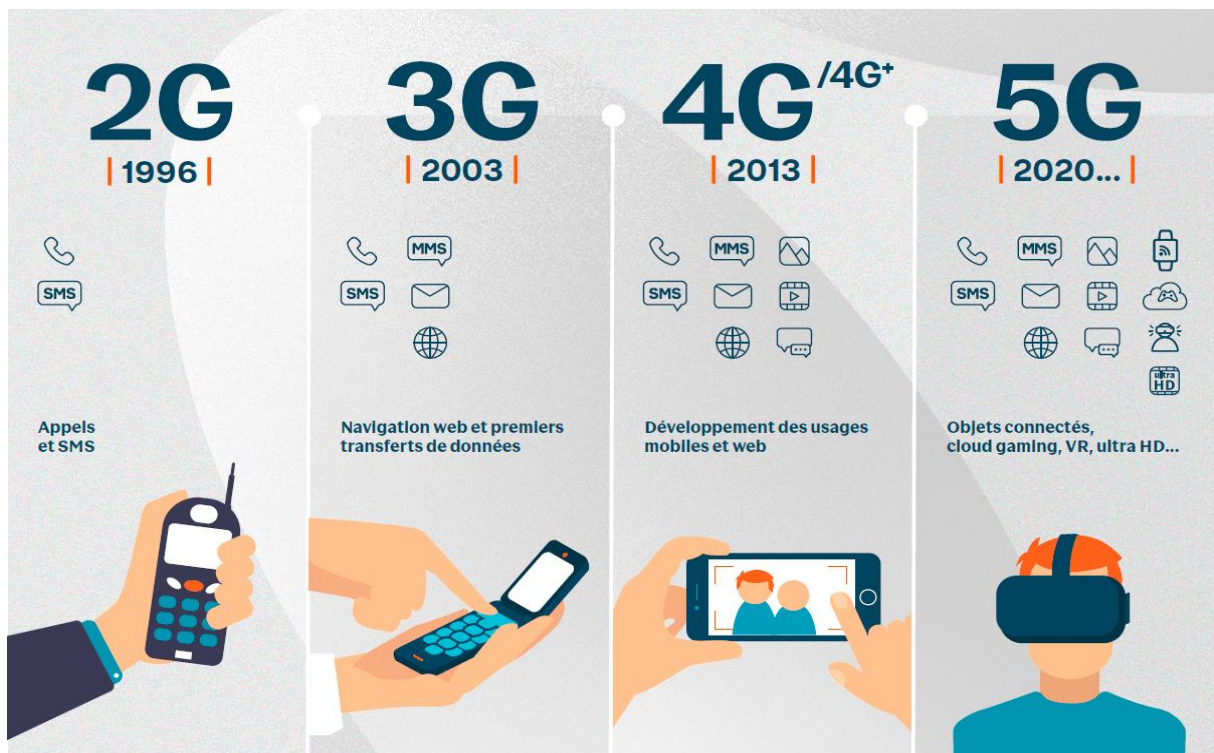 2G
| 1996 |
SMS
Appels
et SMS
3G
| 2003 |
MMS
SMS
Navigation web et premiers
transferts de données
4G/4G+
| 2013 |
MMS
SMS
Développement des usages
mobiles et web
5G
| 2020... |
MMS
SMS
ultra
HD
Objets connectés,
cloud gaming, VR, ultra HD...